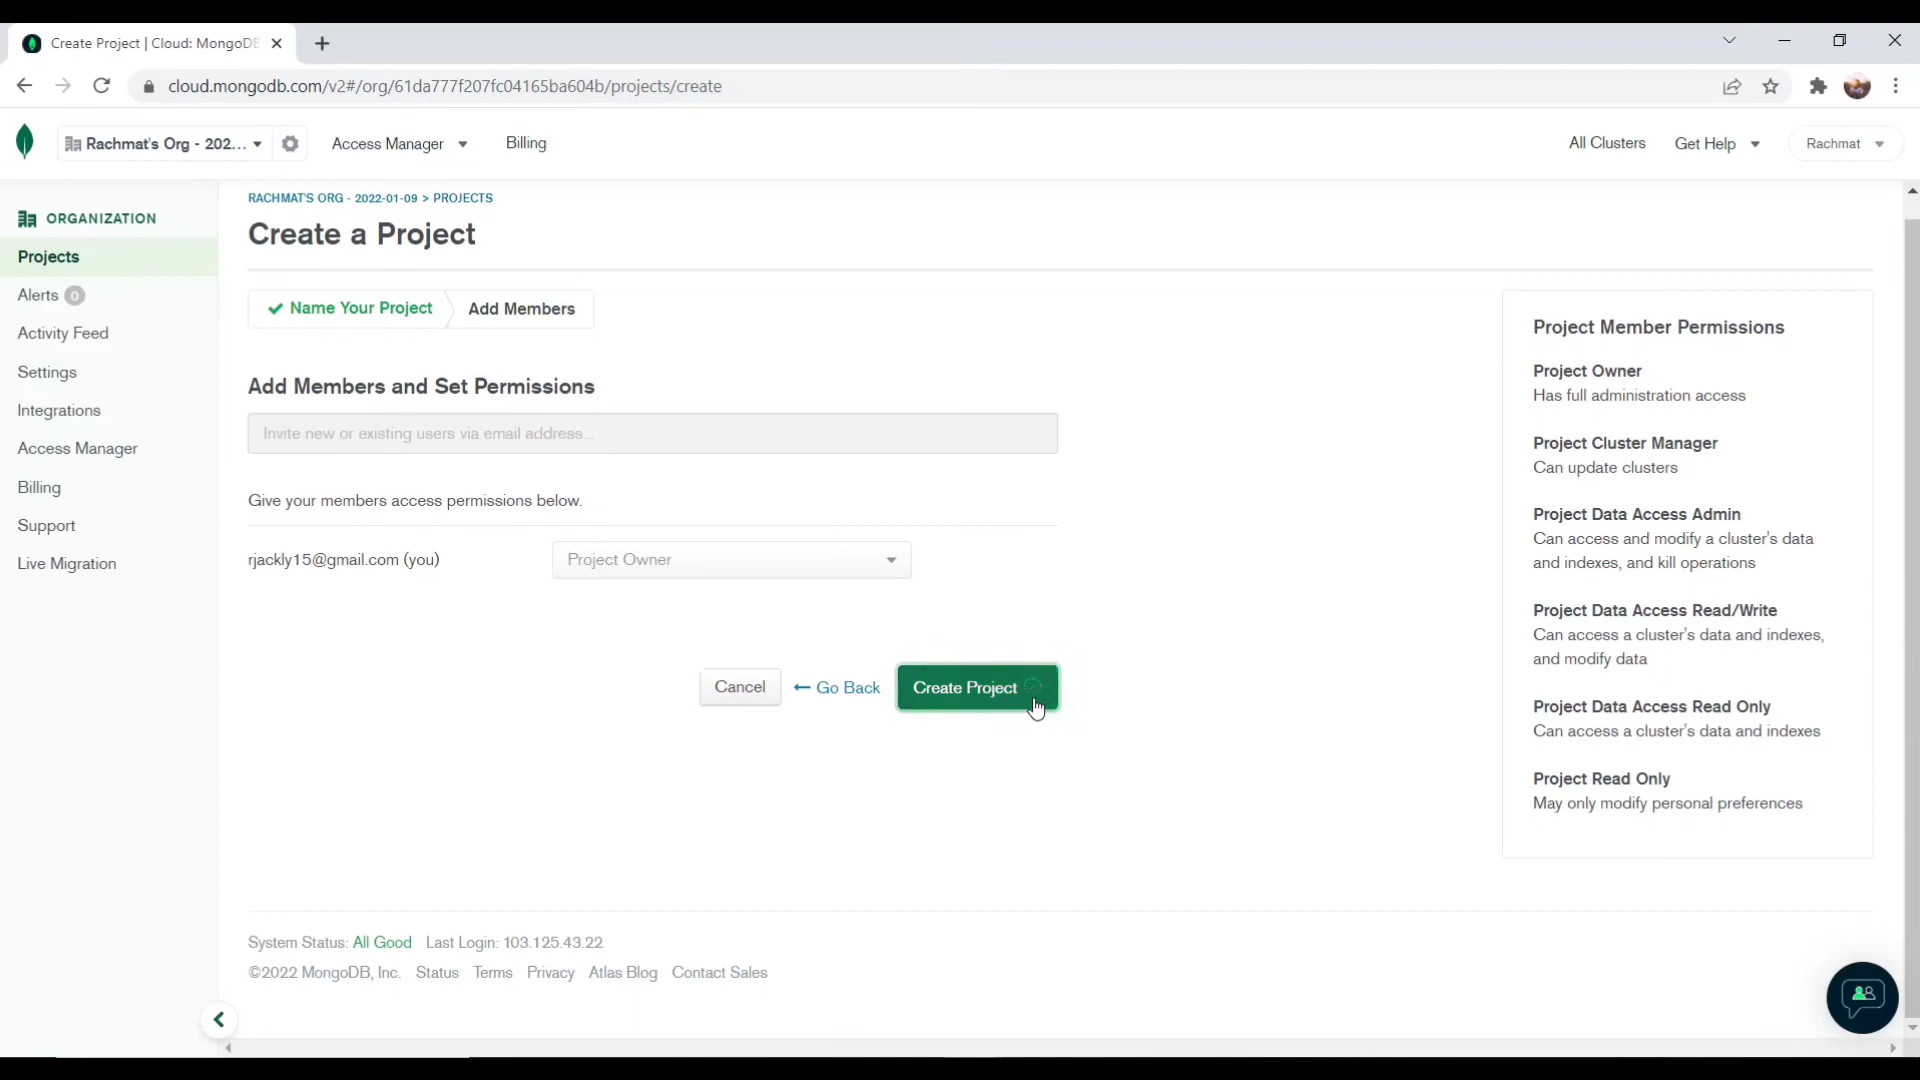 Create Project | Cloud: MongoDB
cloud.mongodb.com/v2#/org/61da777f207fc04165ba604b/projects/create
Rachmat's Org - 202...
Access Manager
Billing
All Clusters
Get Help
Rachmat
ORGANIZATION
Projects
Alerts 0
Activity Feed
Settings
Integrations
Access Manager
Billing
Support
Live Migration
RACHMAT'S ORG - 2022-01-09 > PROJECTS
Create a Project
Name Your Project
Add Members
Add Members and Set Permissions
Invite new or existing users via email address...
Give your members access permissions below.
rjackly15@gmail.com (you)
Project Owner
Cancel
Go Back
Create Project
Project Member Permissions
Project Owner
Has full administration access
Project Cluster Manager
Can update clusters
Project Data Access Admin
Can access and modify a cluster's data
and indexes, and kill operations
Project Data Access Read/Write
Can access a cluster's data and indexes,
and modify data
Project Data Access Read Only
Can access a cluster's data and indexes
Project Read Only
May only modify personal preferences
System Status: All Good Last Login: 103.125.43.22
©2022 MongoDB, Inc. Status Terms Privacy Atlas Blog Contact Sales